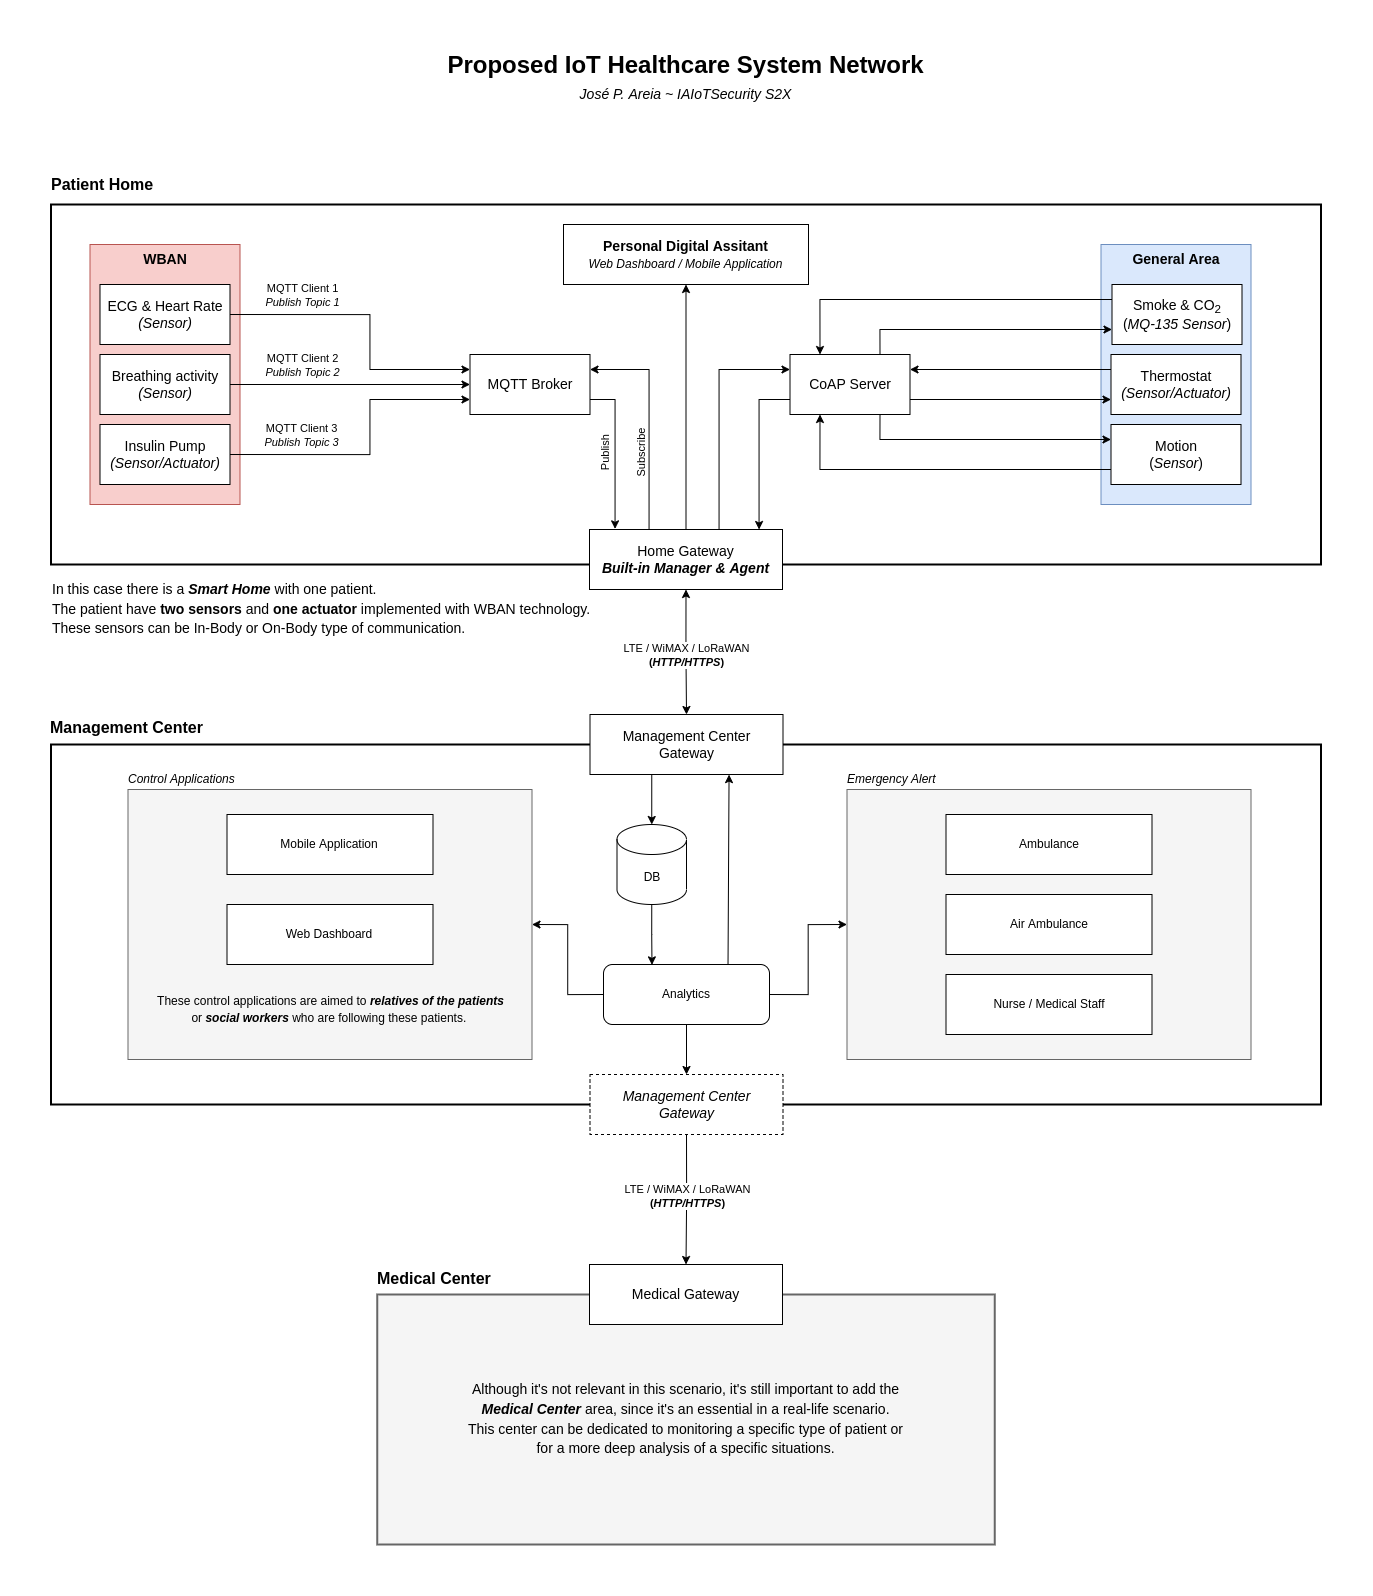 Proposed IoT Healthcare System Network
José P. Areia ~ IAIoTSecurity S2X
Patient Home
WBAN
ECG & Heart Rate
(Sensor)
Breathing activity
(Sensor)
Insulin Pump
(Sensor/Actuator)
MQTT Client 1
Publish Topic 1
MQTT Client 2
Publish Topic 2
MQTT Client 3
Publish Topic 3
MQTT Broker
Publish
Subscribe
Personal Digital Assitant
Web Dashboard / Mobile Application
CoAP Server
General Area
Smoke & CO2
(MQ-135 Sensor)
Thermostat
(Sensor/Actuator)
Motion
(Sensor)
Home Gateway
Built-in Manager & Agent
In this case there is a Smart Home with one patient.
The patient have two sensors and one actuator implemented with WBAN technology.
These sensors can be In-Body or On-Body type of communication.
LTE / WiMAX / LoRaWAN
(HTTP/HTTPS)
Management Center
Management Center
Gateway
Control Applications
Mobile Application
Web Dashboard
These control applications are aimed to relatives of the patients
or social workers who are following these patients.
DB
Analytics
Emergency Alert
Ambulance
Air Ambulance
Nurse / Medical Staff
Management Center
Gateway
LTE / WiMAX / LoRaWAN
(HTTP/HTTPS)
Medical Center
Medical Gateway
Although it's not relevant in this scenario, it's still important to add the
Medical Center area, since it's an essential in a real-life scenario.
This center can be dedicated to monitoring a specific type of patient or
for a more deep analysis of a specific situations.